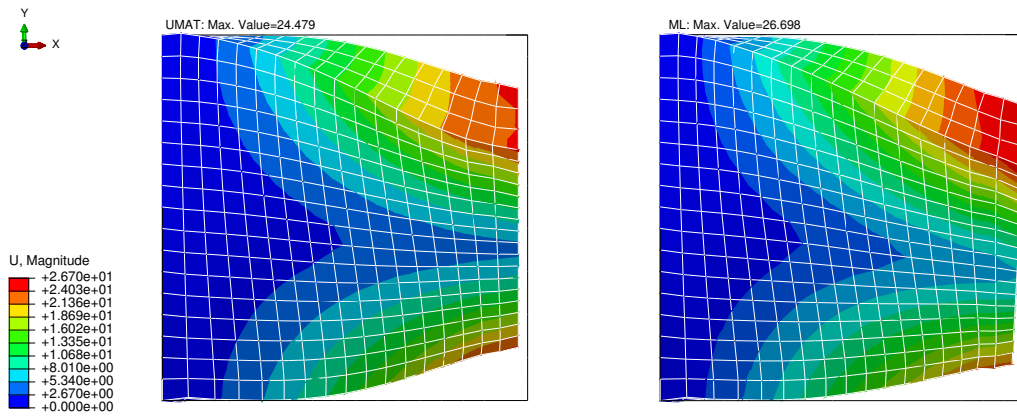 UMAT: Max. Value=24.479
ML: Max. Value=26.698
Y
X
U, Magnitude
+2.670e+01
+2.403e+01
+2.136e+01
+1.869e+01
+1.602e+01
+1.335e+01
+1.068e+01
+8.010e+00
+5.340e+00
+2.670e+00
+0.000e+00